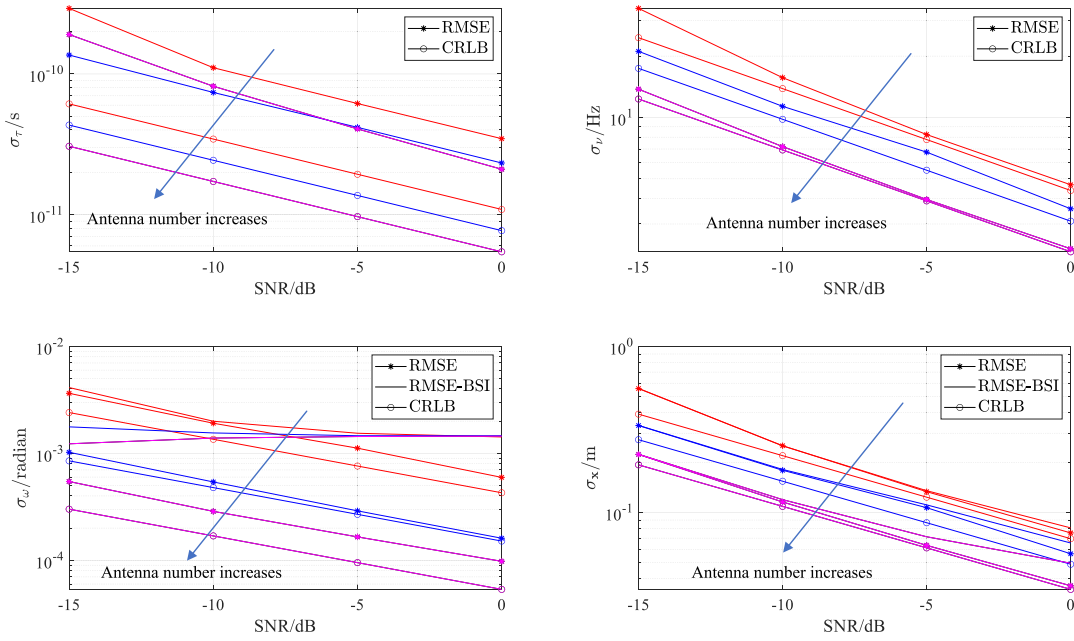 RMSE
CRLB
10^{-10}
10^{-11}
σ_τ/s
Antenna number increases
-15 -10 -5 0
SNR/dB
RMSE
CRLB
10^1
σ_ν/Hz
Antenna number increases
-15 -10 -5 0
SNR/dB
10^{-2}
RMSE
RMSE-BSI
CRLB
10^{-3}
10^{-4}
σ_ω/radian
Antenna number increases
-15 -10 -5 0
SNR/dB
10^0
RMSE
RMSE-BSI
CRLB
10^{-1}
σ_x/m
Antenna number increases
-15 -10 -5 0
SNR/dB